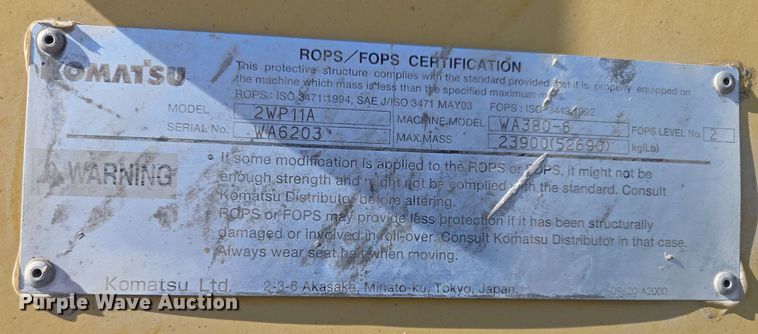 ROPS/FOPS CERTIFICATION
KOMATSU
This protective structure complies with the standard provided that it is properly equipped on
the machine which mass is less than the specified maximum mass.
ROPS: ISO 3471:1994, SAE J/ISO 3471 MAY03 FOPS: ISO 3449:1992
MODEL 2WP11A MACHINE MODEL WA380-6 FOPS LEVEL No. 2
SERIAL No. WA6203 MAX.MASS 23900(52690) kg(Lb)
WARNING
• If some modification is applied to the ROPS or FOPS, it might not be
enough strength and might not be complied with the standard. Consult
Komatsu Distributor before altering.
• ROPS or FOPS may provide less protection if it has been structurally
damaged or involved in roll-over. Consult Komatsu Distributor in that case.
• Always wear seat belt when moving.
Komatsu Ltd. 2-3-6 Akasaka, Minato-ku, Tokyo, Japan. 09620-A2000
Purple Wave Auction